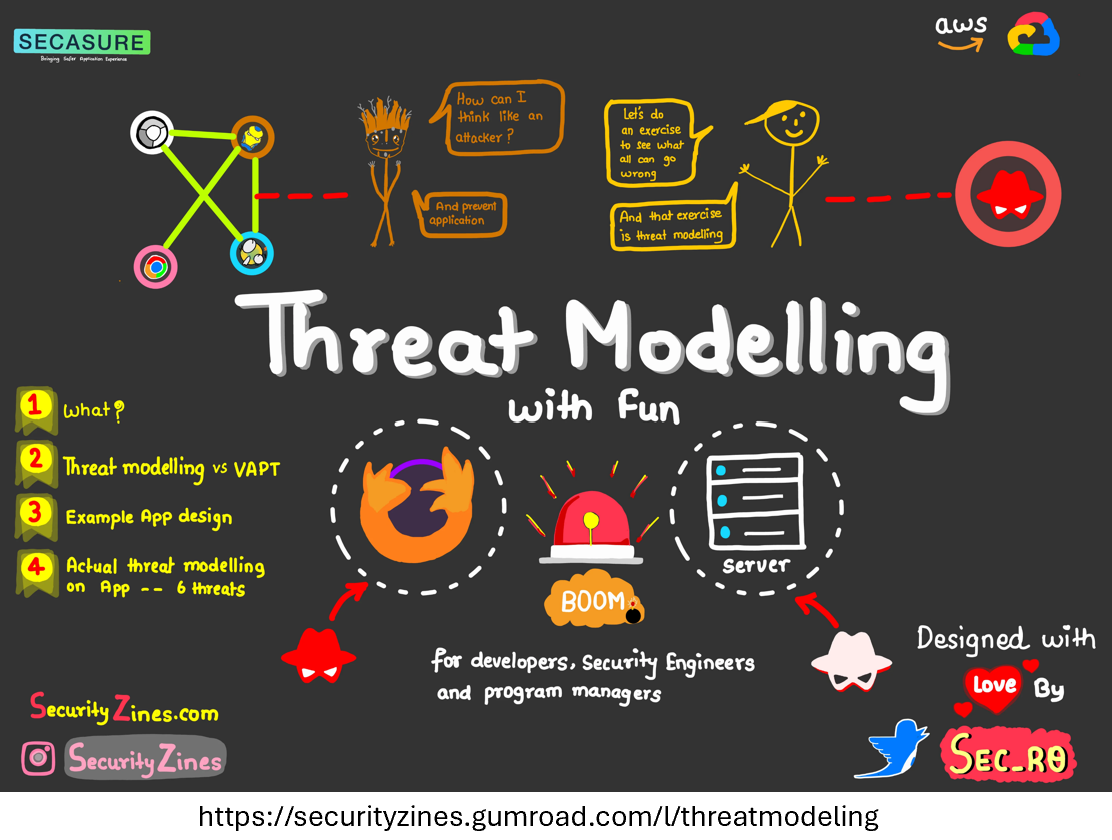 SECASURE
Bringing Safer Application Experience
aws
How can I
think like an
attacker?
And prevent
application
Let's do
an exercise
to see what
all can go
wrong
And that exercise
is threat modelling
Threat Modelling
with Fun
1 What?
2 Threat modelling vs VAPT
3 Example App design
4 Actual threat modelling
on App -- 6 threats
server
BOOM
for developers, Security Engineers
and program managers
Designed with
Love By
SecurityZines.com
SecurityZines
SEC_R0
https://securityzines.gumroad.com/l/threatmodeling